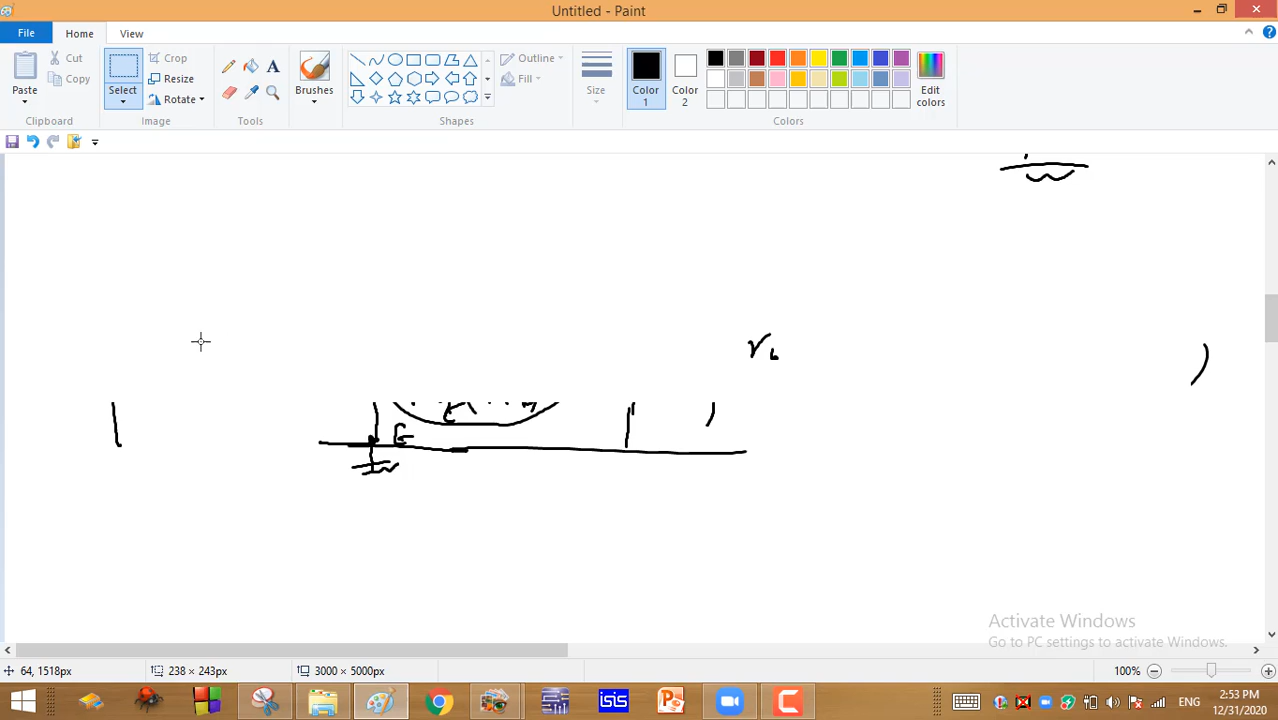 Untitled - Paint
File Home View
Paste
Cut
Copy
Clipboard
Select
Crop
Resize
Rotate
Image
A
Tools
Brushes
Outline
Fill
Shapes
Size
Color 1
Color 2
Edit colors
Colors
E
Activate Windows
Go to PC settings to activate Windows.
64, 1518px
238 × 243px
3000 × 5000px
100%
isis
ENG
2:53 PM
12/31/2020